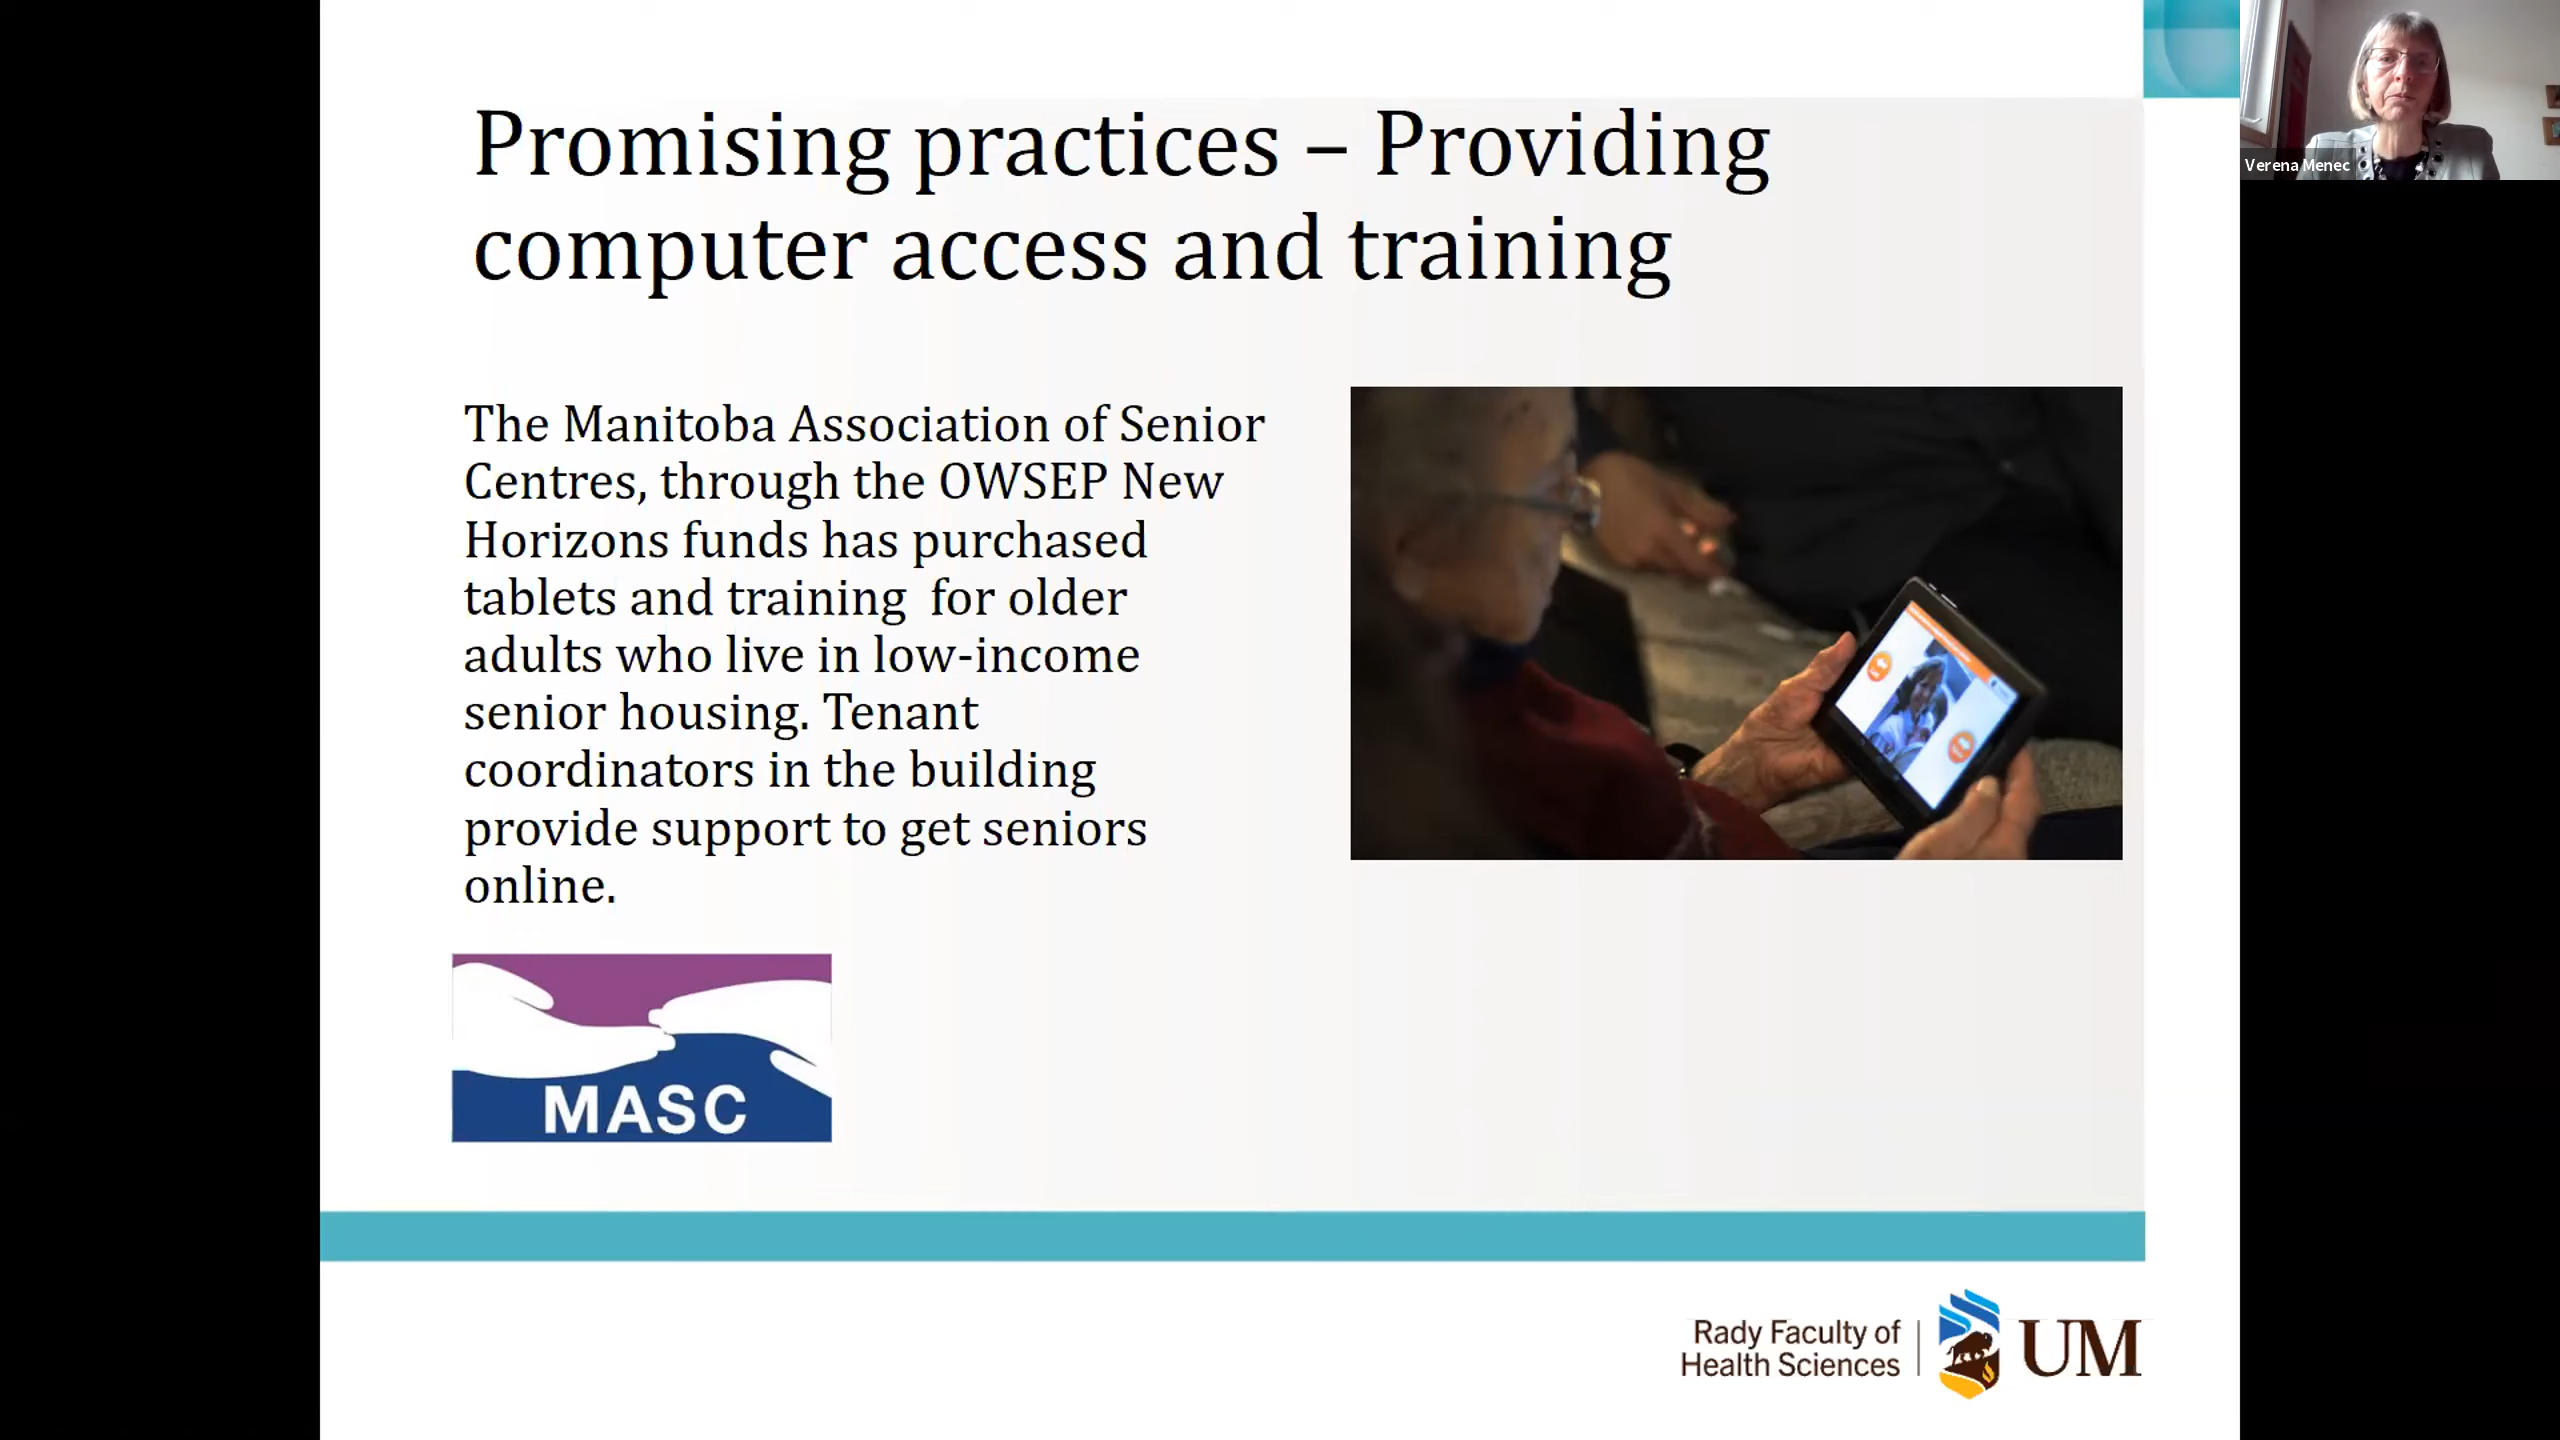 Promising practices – Providing
computer access and training
The Manitoba Association of Senior
Centres, through the OWSEP New
Horizons funds has purchased
tablets and training  for older
adults who live in low-income
senior housing. Tenant
coordinators in the building
provide support to get seniors
online.
MASC
Rady Faculty of
Health Sciences
UM
Verena Menec